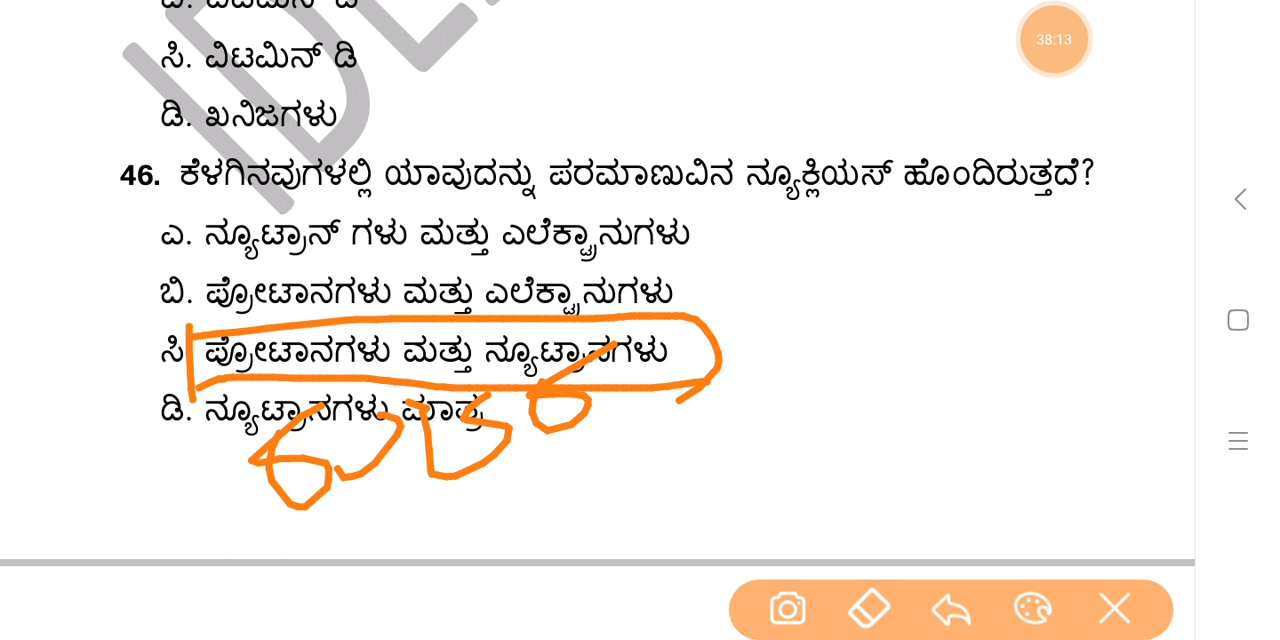 ಸಿ. ವಿಟಮಿನ್ ಡಿ
38:13
ಡಿ. ಖನಿಜಗಳು
46. ಕೆಳಗಿನವುಗಳಲ್ಲಿ ಯಾವುದನ್ನು ಪರಮಾಣುವಿನ ನ್ಯೂಕ್ಲಿಯಸ್ ಹೊಂದಿರುತ್ತದೆ?
ಎ. ನ್ಯೂಟ್ರಾನ್ ಗಳು ಮತ್ತು ಎಲೆಕ್ಟ್ರಾನುಗಳು
ಬಿ. ಪ್ರೋಟಾನಗಳು ಮತ್ತು ಎಲೆಕ್ಟ್ರಾನುಗಳು
ಸಿ. ಪ್ರೋಟಾನಗಳು ಮತ್ತು ನ್ಯೂಟ್ರಾನಗಳು
ಡಿ. ನ್ಯೂಟ್ರಾನಗಳು ಮಾತ್ರ